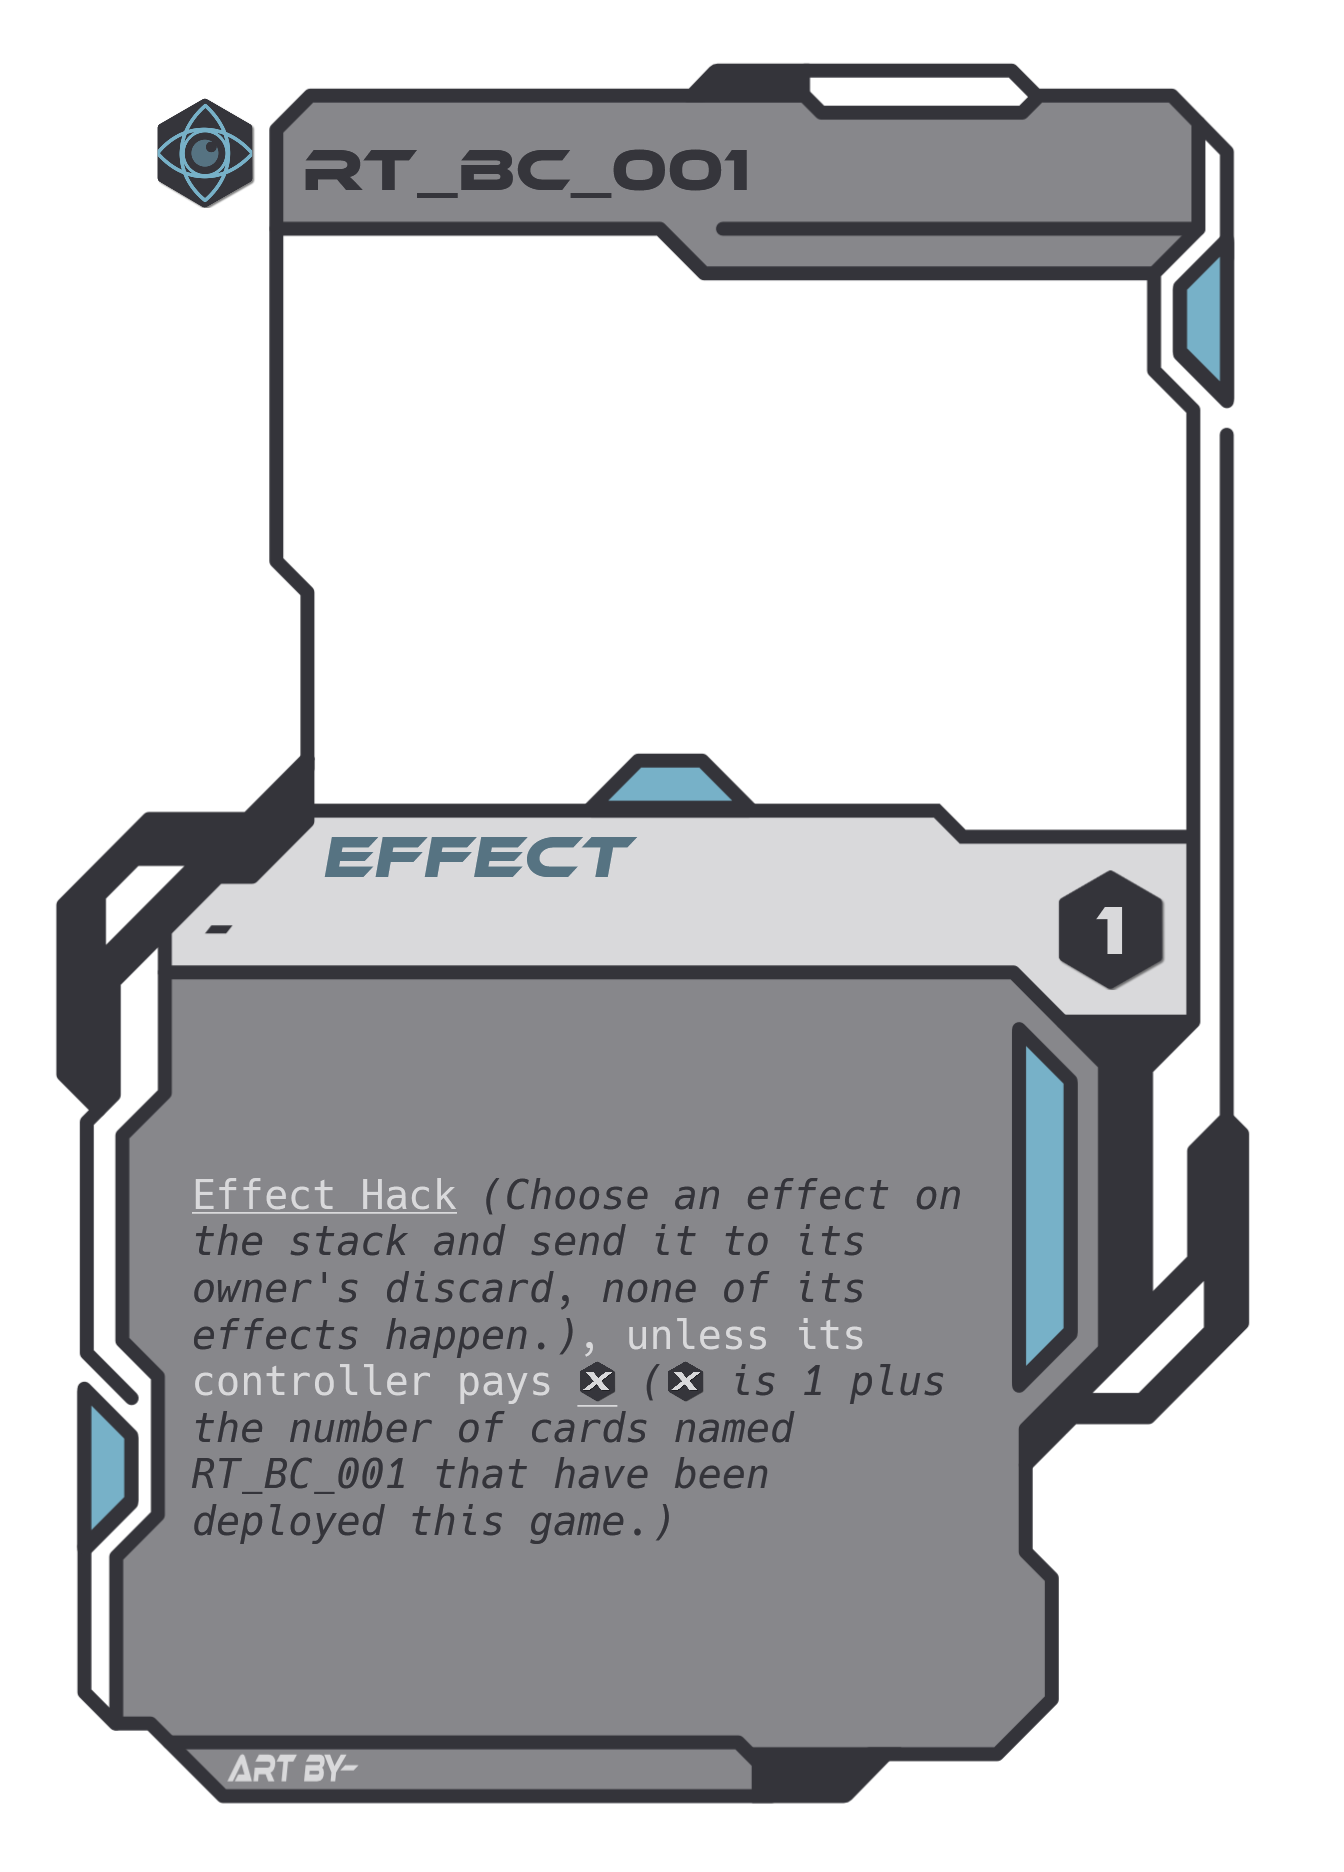 RT_BC_001
EFFECT
-
1
Effect Hack (Choose an effect on
the stack and send it to its
owner's discard, none of its
effects happen.), unless its
controller pays X (X is 1 plus
the number of cards named
RT_BC_001 that have been
deployed this game.)
ART BY-